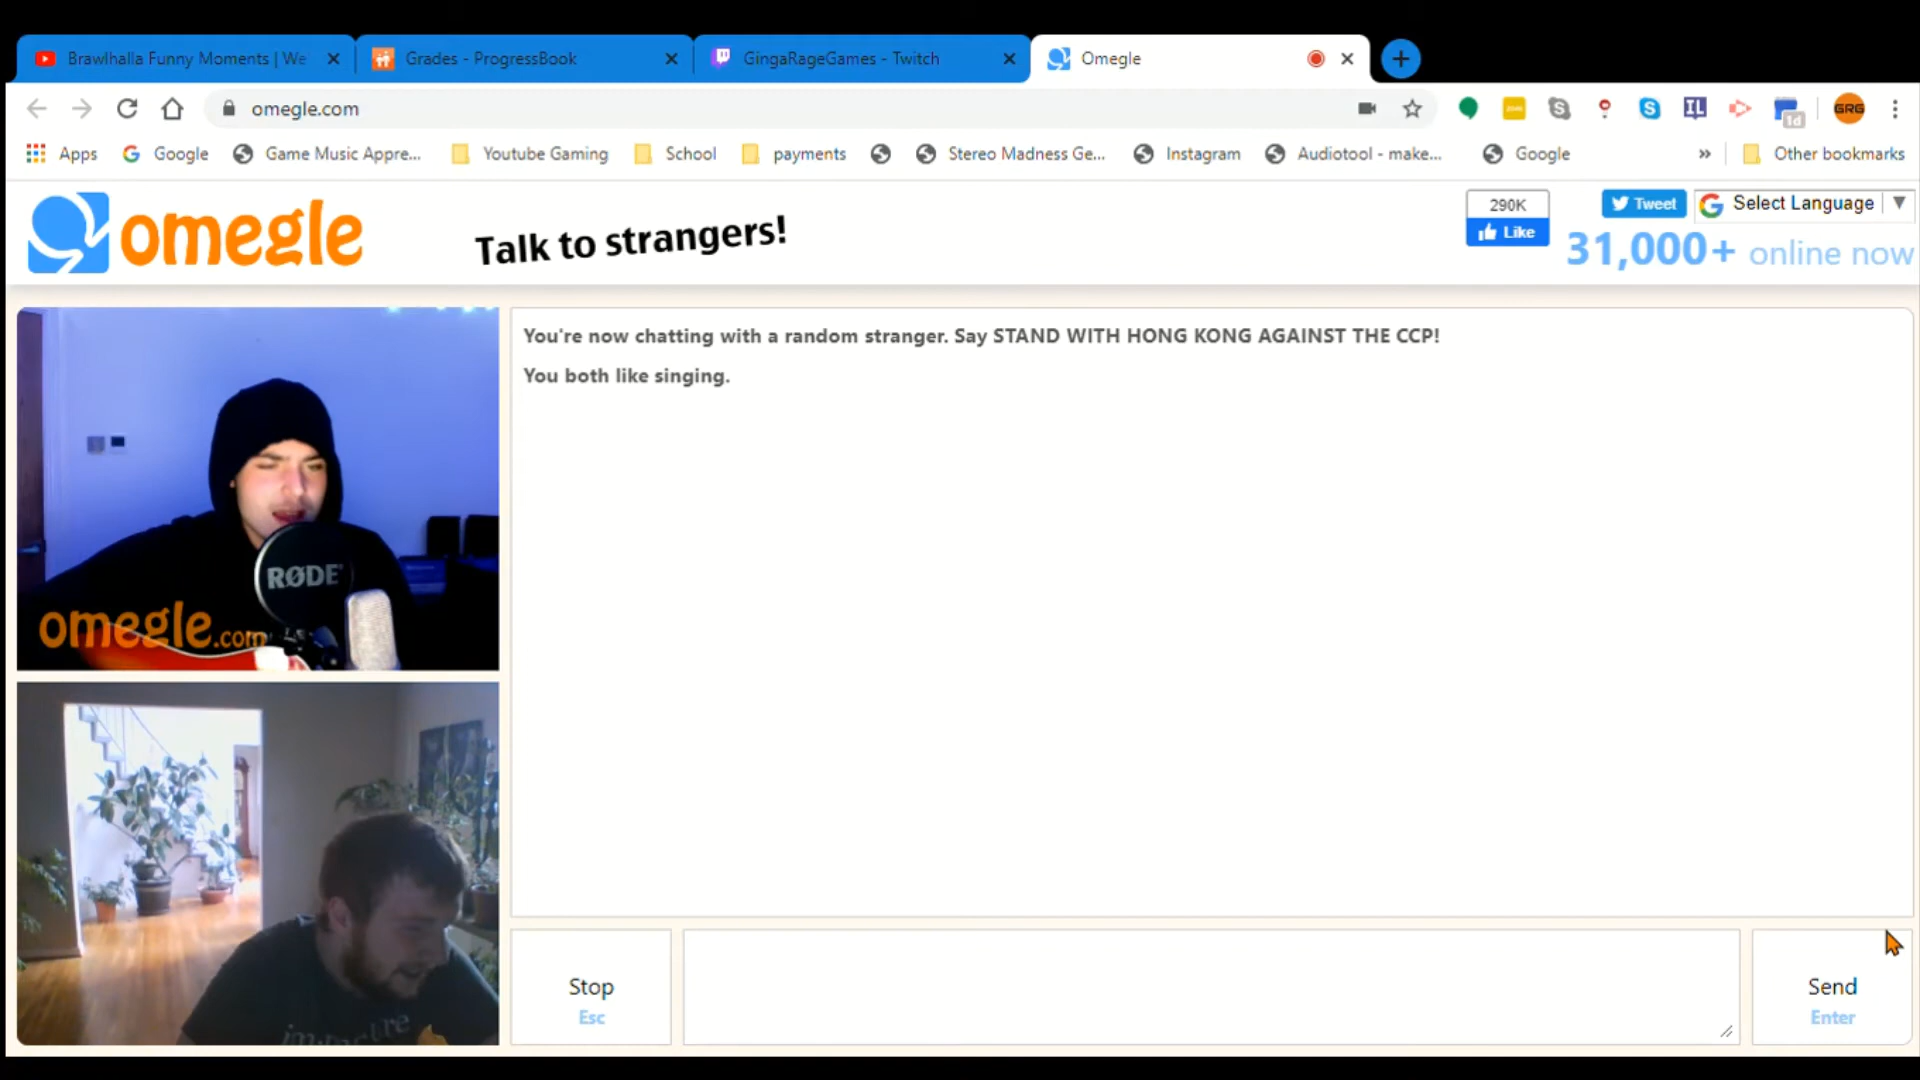 Brawlhalla Funny Moments | We
Grades - ProgressBook
GingaRageGames - Twitch
Omegle
omegle.com
GRG
IL
1d
Apps
Google
Game Music Appre...
Youtube Gaming
School
payments
Stereo Madness Ge...
Instagram
Audiotool - make...
Google
»
Other bookmarks
omegle
Talk to strangers!
290K
Like
Tweet
Select Language
31,000+ online now
You're now chatting with a random stranger. Say STAND WITH HONG KONG AGAINST THE CCP!
You both like singing.
RØDE
omegle.com
Stop
Esc
Send
Enter